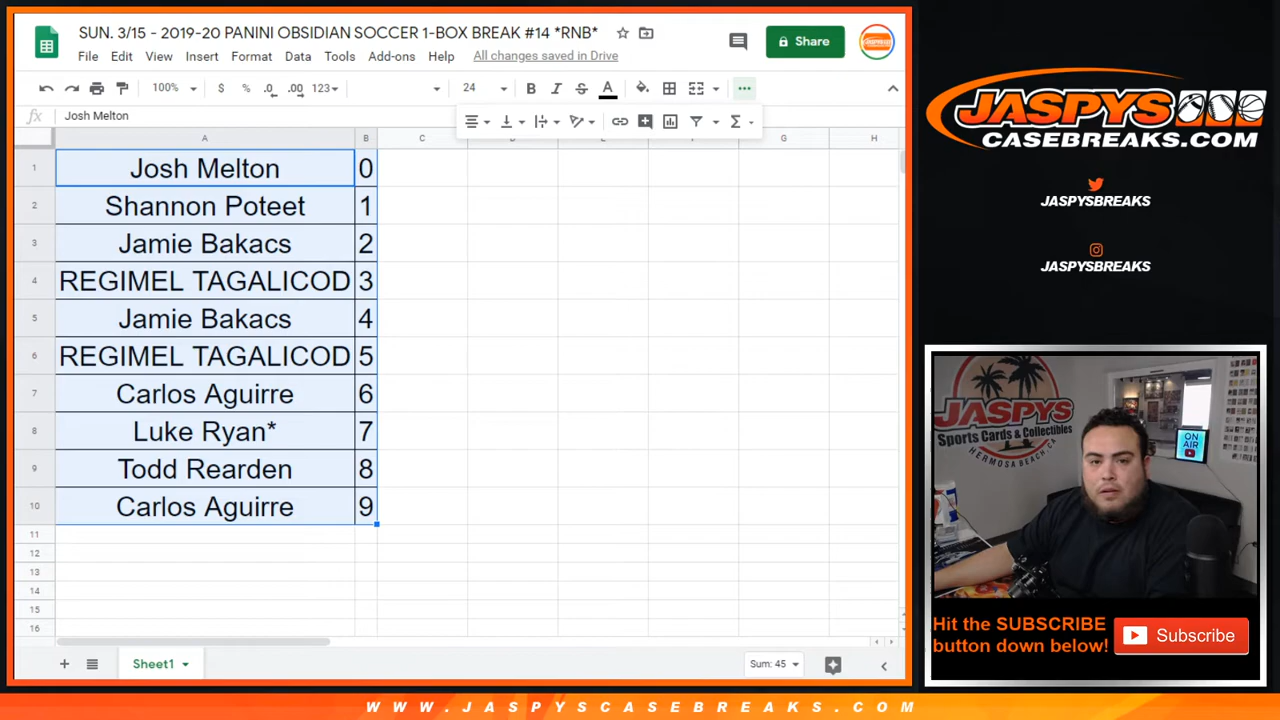 SUN. 3/15 - 2019-20 PANINI OBSIDIAN SOCCER 1-BOX BREAK #14 *RNB*
File Edit View Insert Format Data Tools Add-ons Help All changes saved in Drive
Share
100% $ % .0 .00 123 24 B I S A
fx Josh Melton
A B C G H
1 Josh Melton 0
2 Shannon Poteet 1
3 Jamie Bakacs 2
4 REGIMEL TAGALICOD 3
5 Jamie Bakacs 4
6 REGIMEL TAGALICOD 5
7 Carlos Aguirre 6
8 Luke Ryan* 7
9 Todd Rearden 8
10 Carlos Aguirre 9
11
12
13
14
15
16
Sheet1
Sum: 45
JASPYS
CASEBREAKS.COM
JASPYSBREAKS
JASPYSBREAKS
JASPYS
Sports Cards & Collectibles
HERMOSA BEACH, CA
ON
AIR
Hit the SUBSCRIBE
button down below!
Subscribe
WWW.JASPYSCASEBREAKS.COM